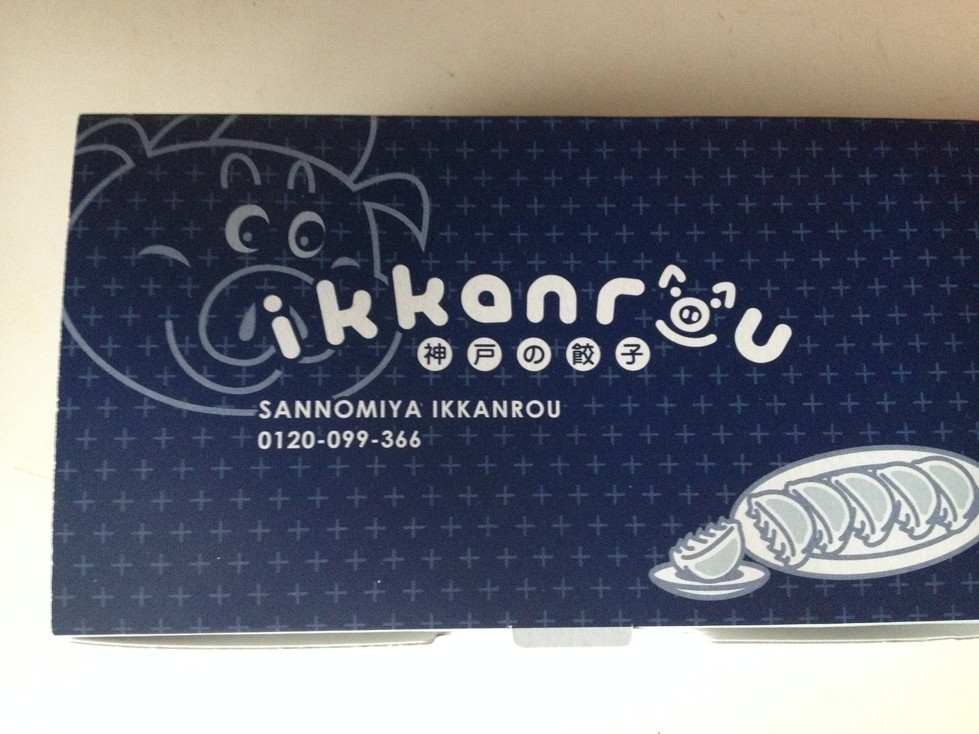 ikkanrou
神戸の餃子
SANNOMIYA IKKANROU
0120-099-366